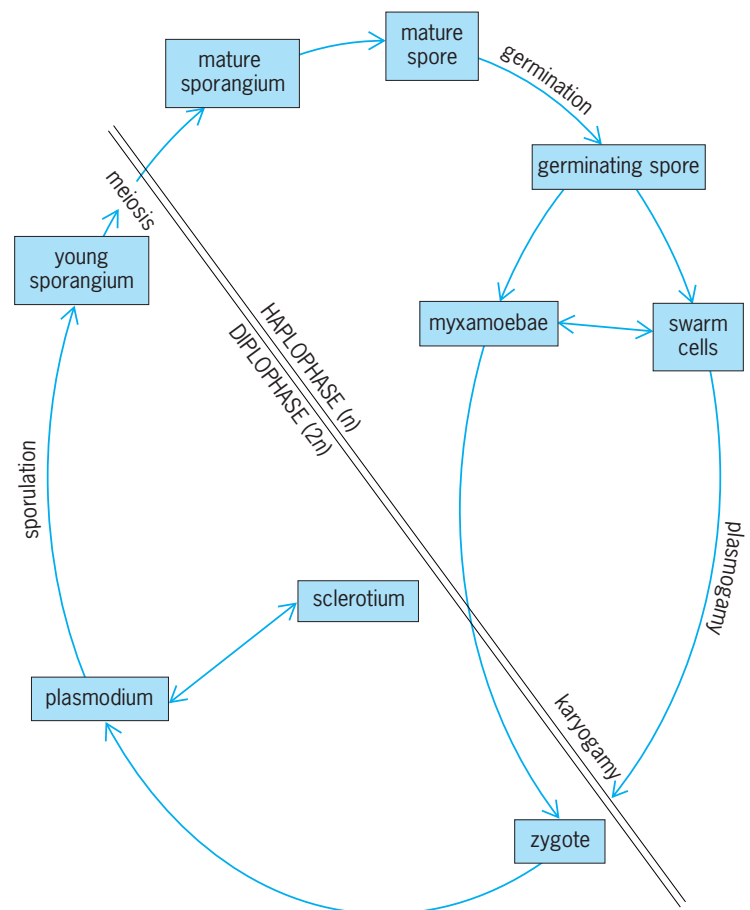 mature
spore
mature
sporangium
germination
germinating spore
meiosis
young
sporangium
myxamoebae
swarm
cells
HAPLOPHASE (n)
DIPLOPHASE (2n)
sporulation
plasmogamy
sclerotium
plasmodium
karyogamy
zygote